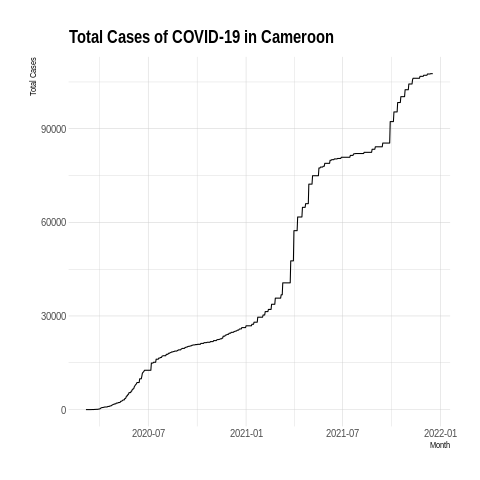 Total Cases of COVID-19 in Cameroon
Total Cases
90000
60000
30000
0
2020-07 2021-01 2021-07 2022-01
Month